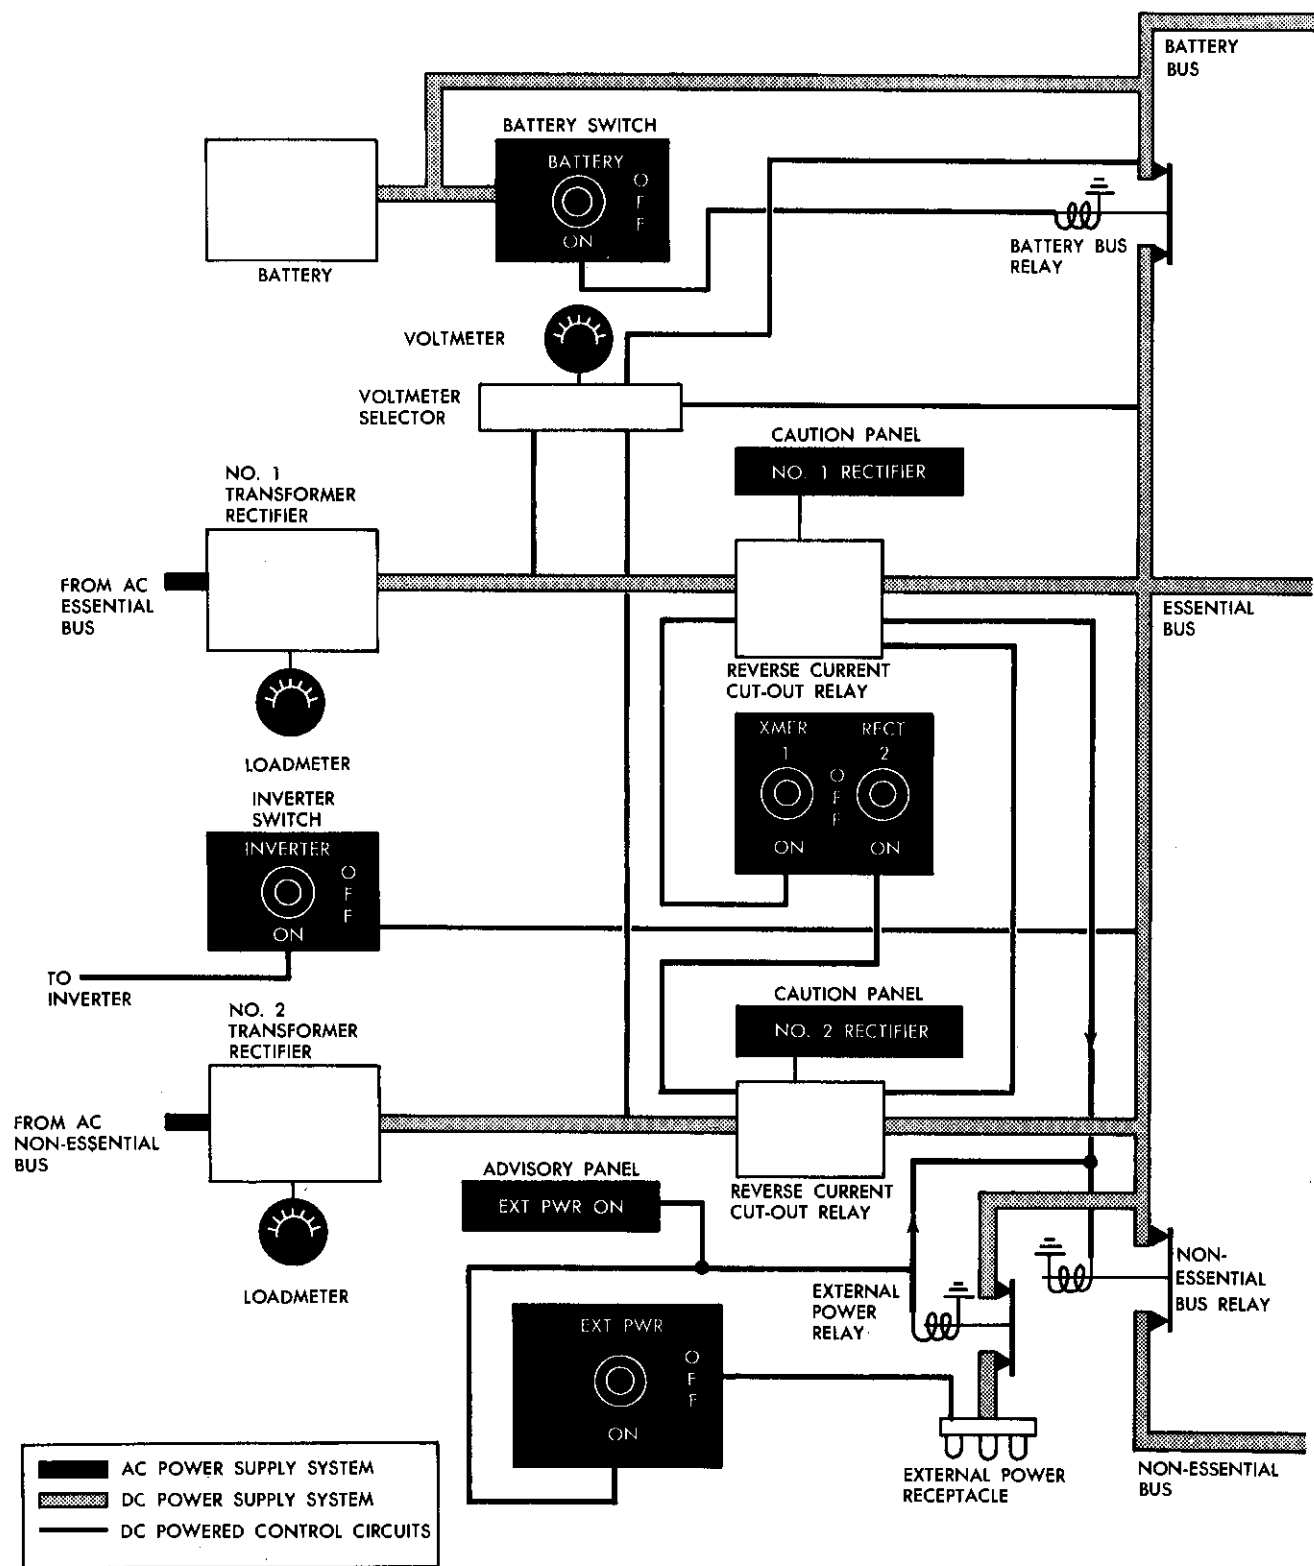 BATTERY
BUS
BATTERY SWITCH
BATTERY
OFF
ON
BATTERY
BATTERY BUS
RELAY
VOLTMETER
VOLTMETER
SELECTOR
CAUTION PANEL
NO. 1 RECTIFIER
NO. 1
TRANSFORMER
RECTIFIER
FROM AC
ESSENTIAL
BUS
ESSENTIAL
BUS
REVERSE CURRENT
CUT-OUT RELAY
LOADMETER
XMER RECT
1 2
OFF
ON ON
INVERTER
SWITCH
INVERTER
OFF
ON
TO
INVERTER
NO. 2
TRANSFORMER
RECTIFIER
CAUTION PANEL
NO. 2 RECTIFIER
FROM AC
NON-ESSENTIAL
BUS
REVERSE CURRENT
CUT-OUT RELAY
LOADMETER
ADVISORY PANEL
EXT PWR ON
EXTERNAL
POWER
RELAY
NON-
ESSENTIAL
BUS RELAY
EXT PWR
OFF
ON
EXTERNAL POWER
RECEPTACLE
NON-ESSENTIAL
BUS
AC POWER SUPPLY SYSTEM
DC POWER SUPPLY SYSTEM
DC POWERED CONTROL CIRCUITS